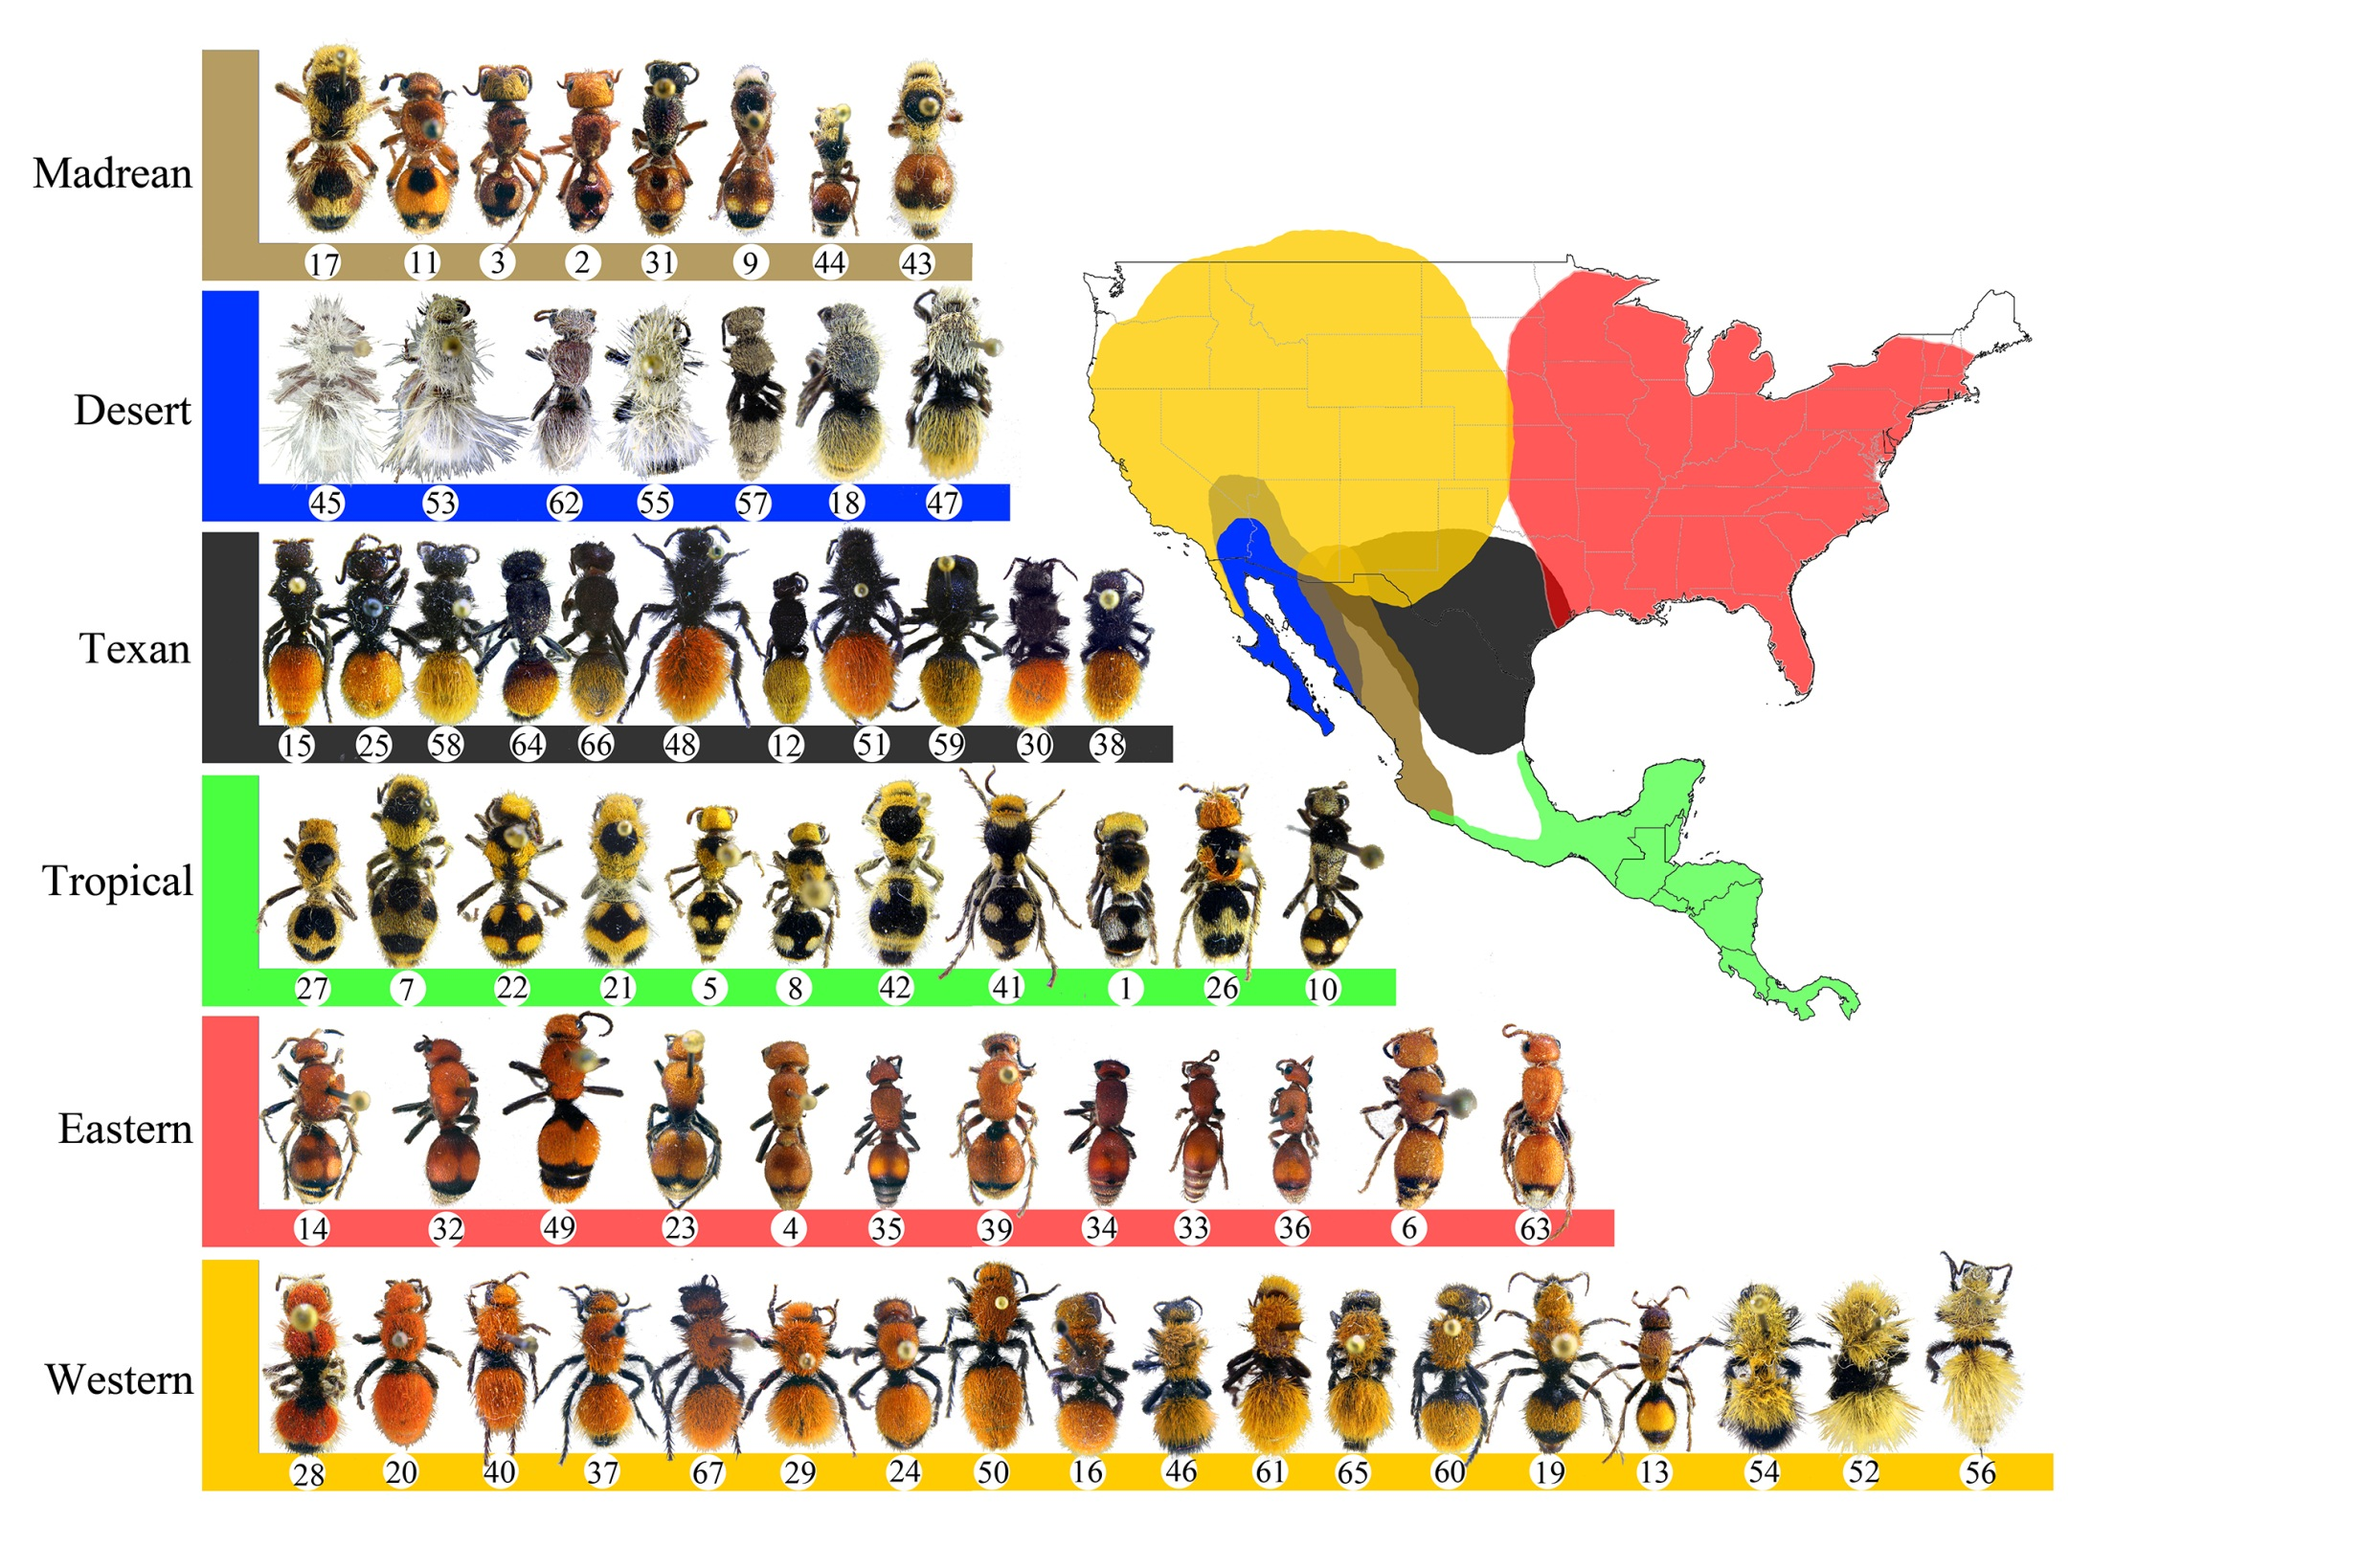 Madrean
17 11 3 2 31 9 44 43
Desert
45 53 62 55 57 18 47
Texan
15 25 58 64 66 48 12 51 59 30 38
Tropical
27 7 22 21 5 8 42 41 1 26 10
Eastern
14 32 49 23 4 35 39 34 33 36 6 63
Western
28 20 40 37 67 29 24 50 16 46 61 65 60 19 13 54 52 56